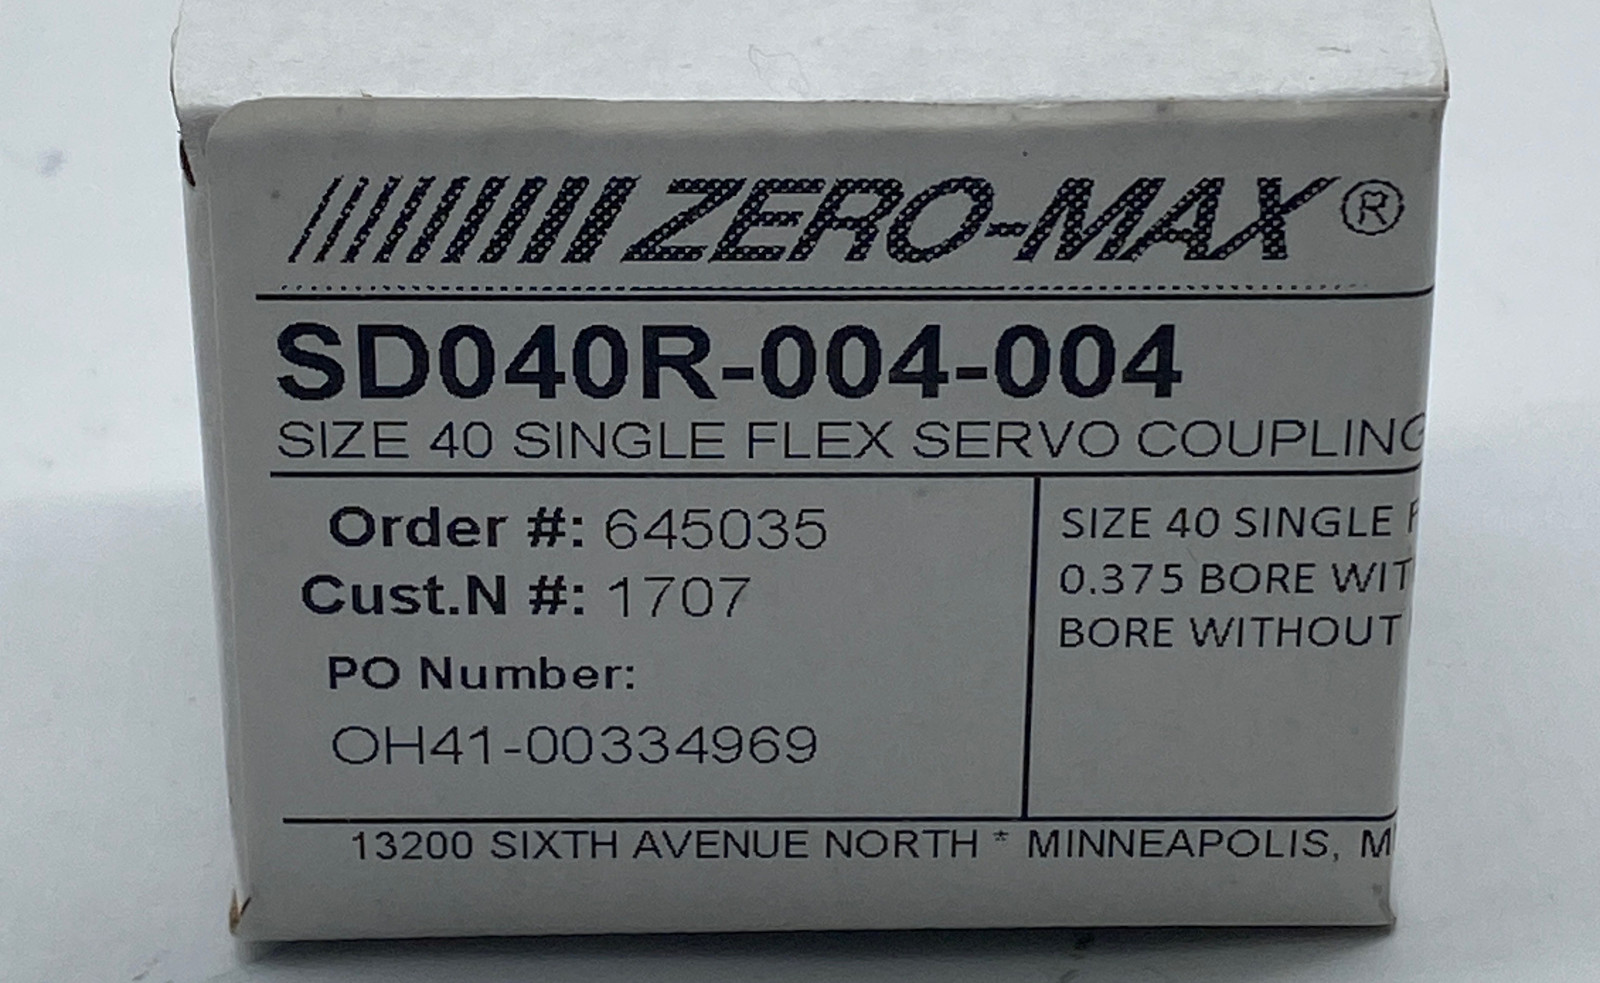 ZERO-MAX®
SD040R-004-004
SIZE 40 SINGLE FLEX SERVO COUPLING
Order #: 645035
Cust.N #: 1707
PO Number:
OH41-00334969
SIZE 40 SINGLE
0.375 BORE WIT
BORE WITHOUT
13200 SIXTH AVENUE NORTH * MINNEAPOLIS, M